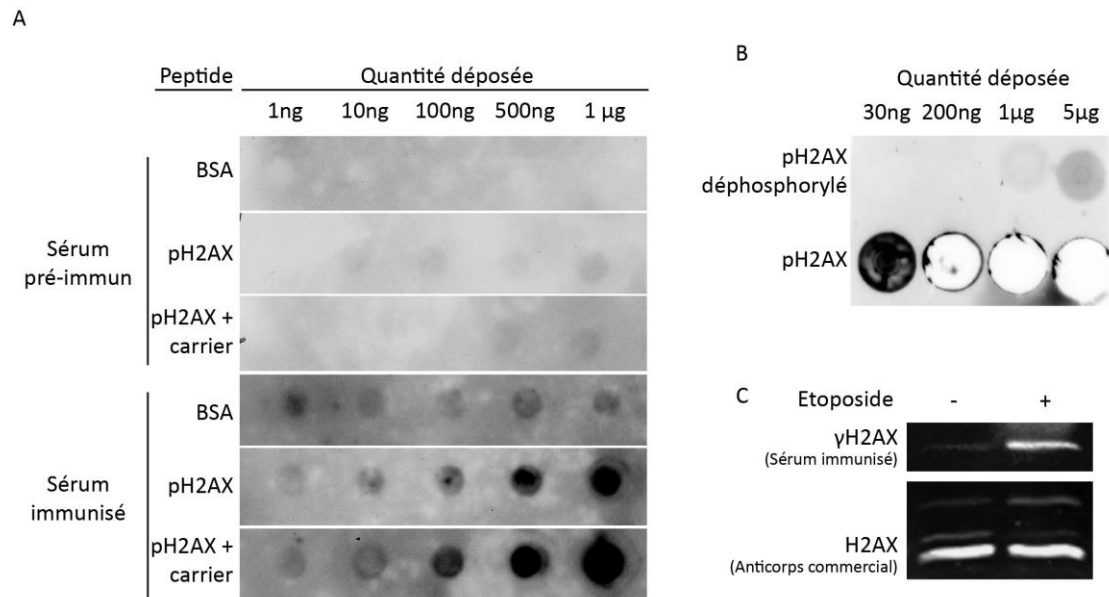 A
Peptide Quantité déposée
1ng 10ng 100ng 500ng 1 µg
BSA
Sérum
pré-immun
pH2AX
pH2AX +
carrier
BSA
Sérum
immunisé
pH2AX
pH2AX +
carrier
B
Quantité déposée
30ng 200ng 1µg 5µg
pH2AX
déphosphorylé
pH2AX
C Etoposide - +
γH2AX
(Sérum immunisé)
H2AX
(Anticorps commercial)